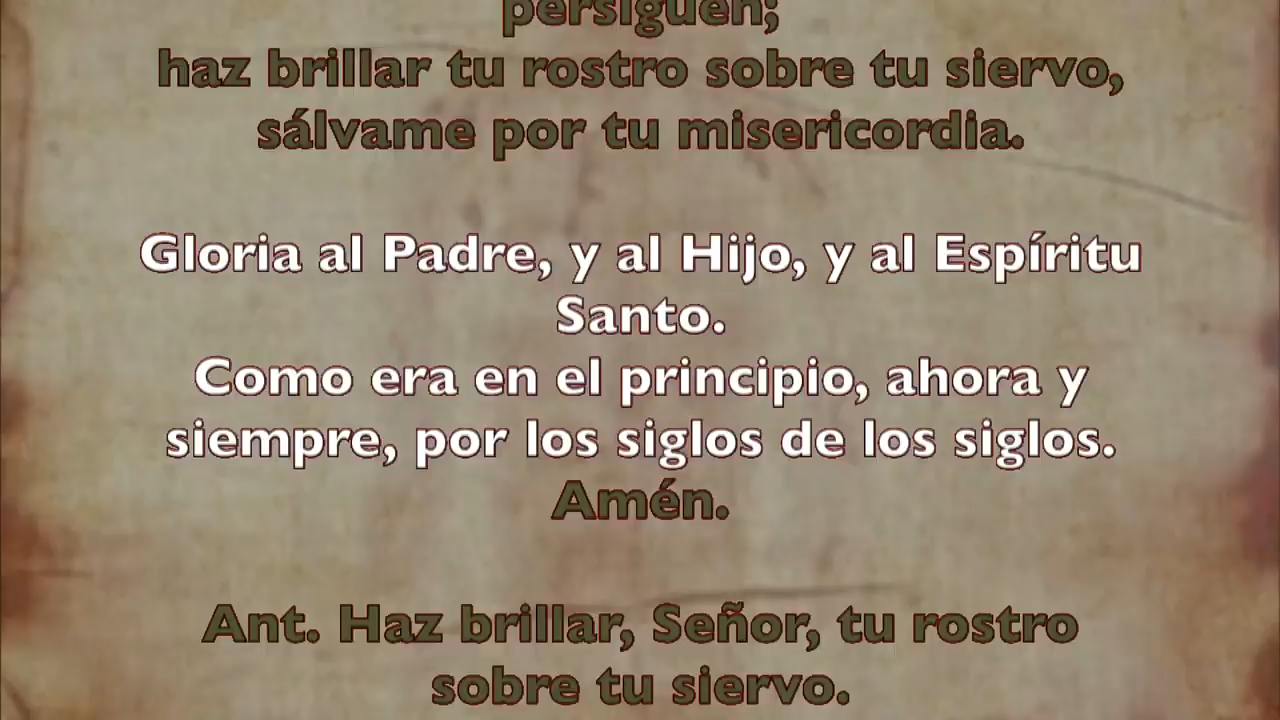 persiguen;
haz brillar tu rostro sobre tu siervo,
sálvame por tu misericordia.
Gloria al Padre, y al Hijo, y al Espíritu
Santo.
Como era en el principio, ahora y
siempre, por los siglos de los siglos.
Amén.
Ant. Haz brillar, Señor, tu rostro
sobre tu siervo.